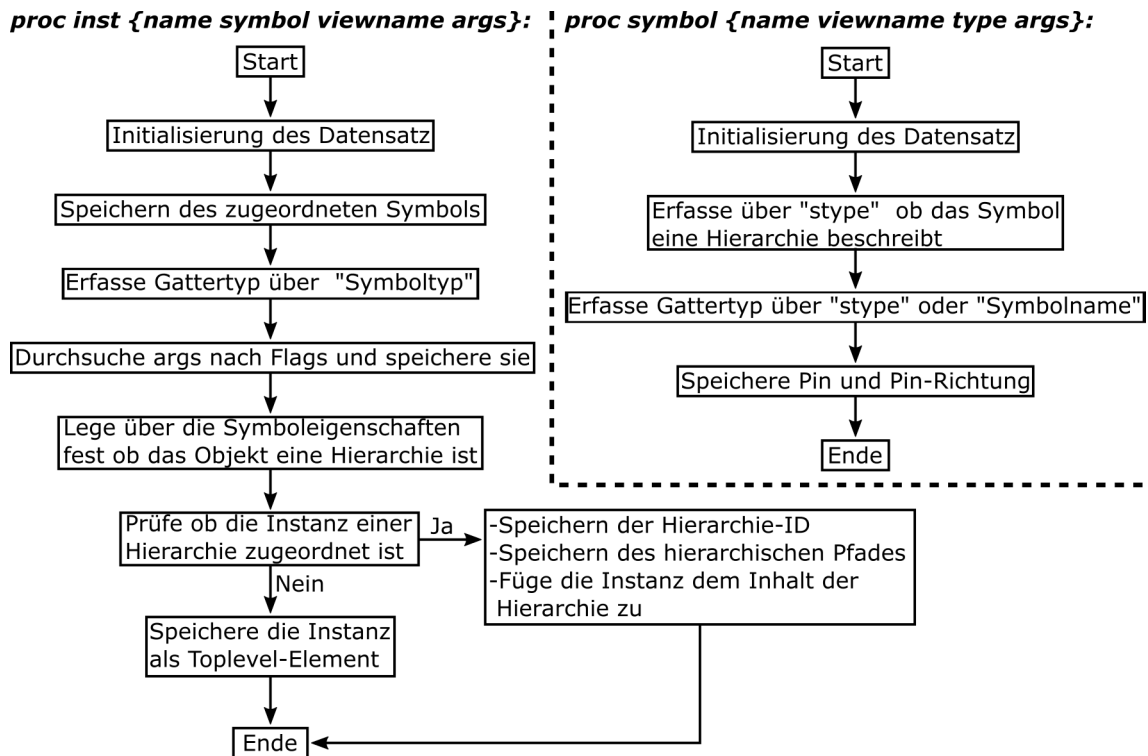 proc inst {name symbol viewname args}:
Start
Initialisierung des Datensatz
Speichern des zugeordneten Symbols
Erfasse Gattertyp über "Symboltyp"
Durchsuche args nach Flags und speichere sie
Lege über die Symboleigenschaften
fest ob das Objekt eine Hierarchie ist
Prüfe ob die Instanz einer
Hierarchie zugeordnet ist
Ja
-Speichern der Hierarchie-ID
-Speichern des hierarchischen Pfades
-Füge die Instanz dem Inhalt der
Hierarchie zu
Nein
Speichere die Instanz
als Toplevel-Element
Ende
proc symbol {name viewname type args}:
Start
Initialisierung des Datensatz
Erfasse über "stype" ob das Symbol
eine Hierarchie beschreibt
Erfasse Gattertyp über "stype" oder "Symbolname"
Speichere Pin und Pin-Richtung
Ende